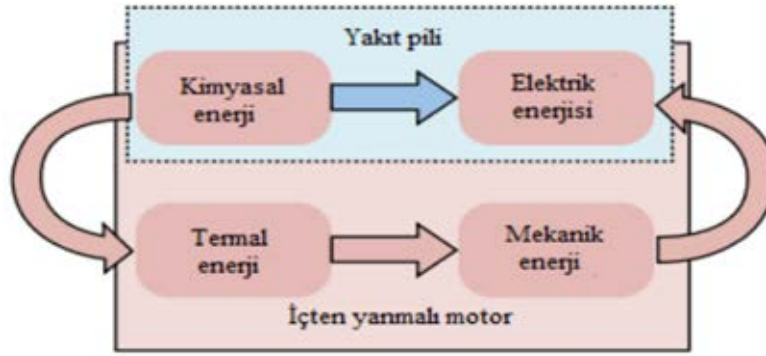 Yakıt pili
Kimyasal
enerji
Elektrik
enerjisi
Termal
enerji
Mekanik
enerji
İçten yanmalı motor